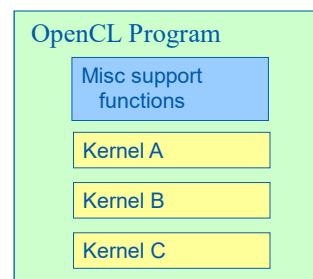 OpenCL Program
Misc support
functions
Kernel A
Kernel B
Kernel C